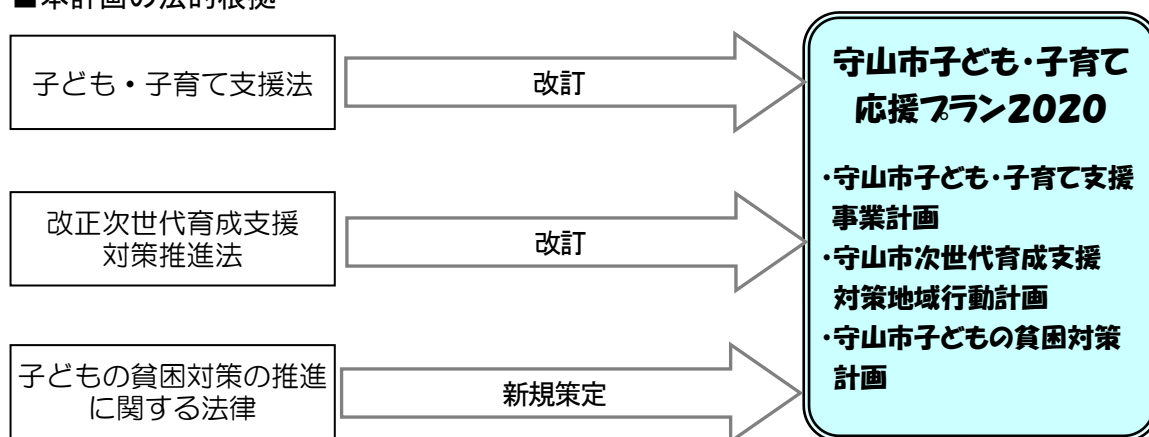 ■本計画の法的根拠
子ども・子育て支援法
改訂
改正次世代育成支援
対策推進法
改訂
子どもの貧困対策の推進
に関する法律
新規策定
守山市子ども・子育て
応援プラン2020
・守山市子ども・子育て支援
事業計画
・守山市次世代育成支援
対策地域行動計画
・守山市子どもの貧困対策
計画